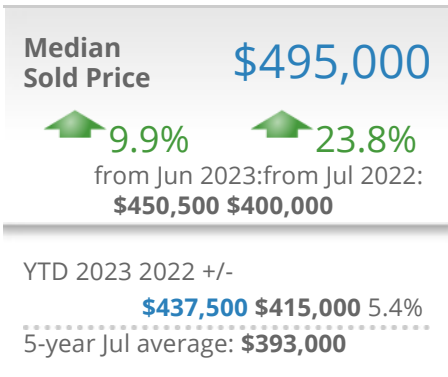 Median
Sold Price
$495,000
9.9%
23.8%
from Jun 2023:from Jul 2022:
$450,500 $400,000
YTD 2023 2022 +/-
$437,500 $415,000 5.4%
5-year Jul average: $393,000